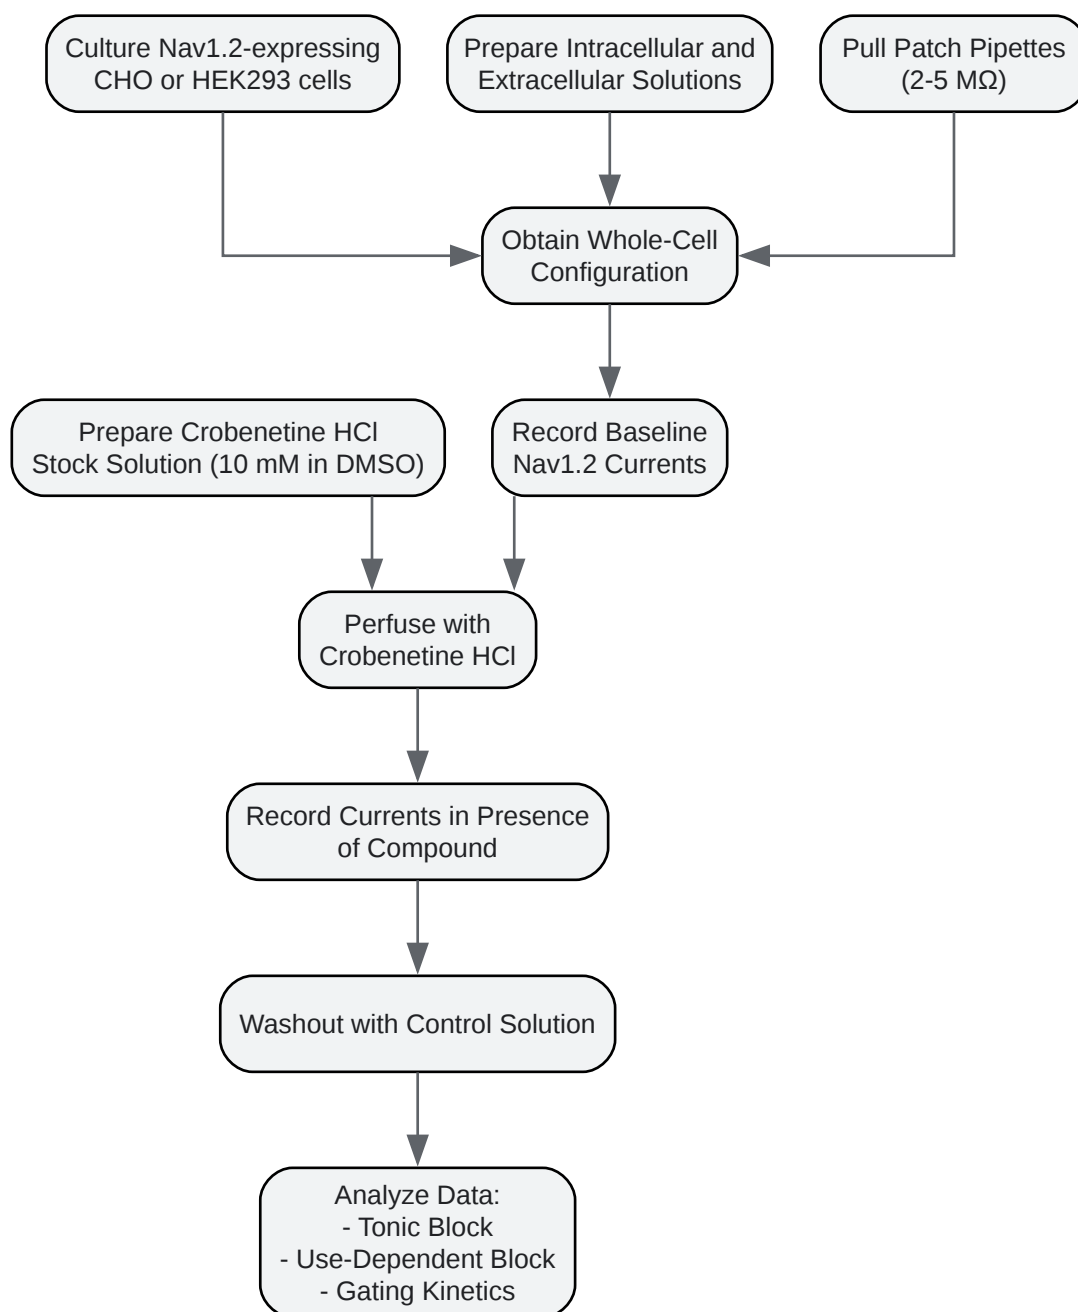 Culture Nav1.2-expressing
CHO or HEK293 cells
Prepare Intracellular and
Extracellular Solutions
Pull Patch Pipettes
(2-5 MΩ)
Obtain Whole-Cell
Configuration
Prepare Crobenetine HCl
Stock Solution (10 mM in DMSO)
Record Baseline
Nav1.2 Currents
Perfuse with
Crobenetine HCl
Record Currents in Presence
of Compound
Washout with Control Solution
Analyze Data:
- Tonic Block
- Use-Dependent Block
- Gating Kinetics